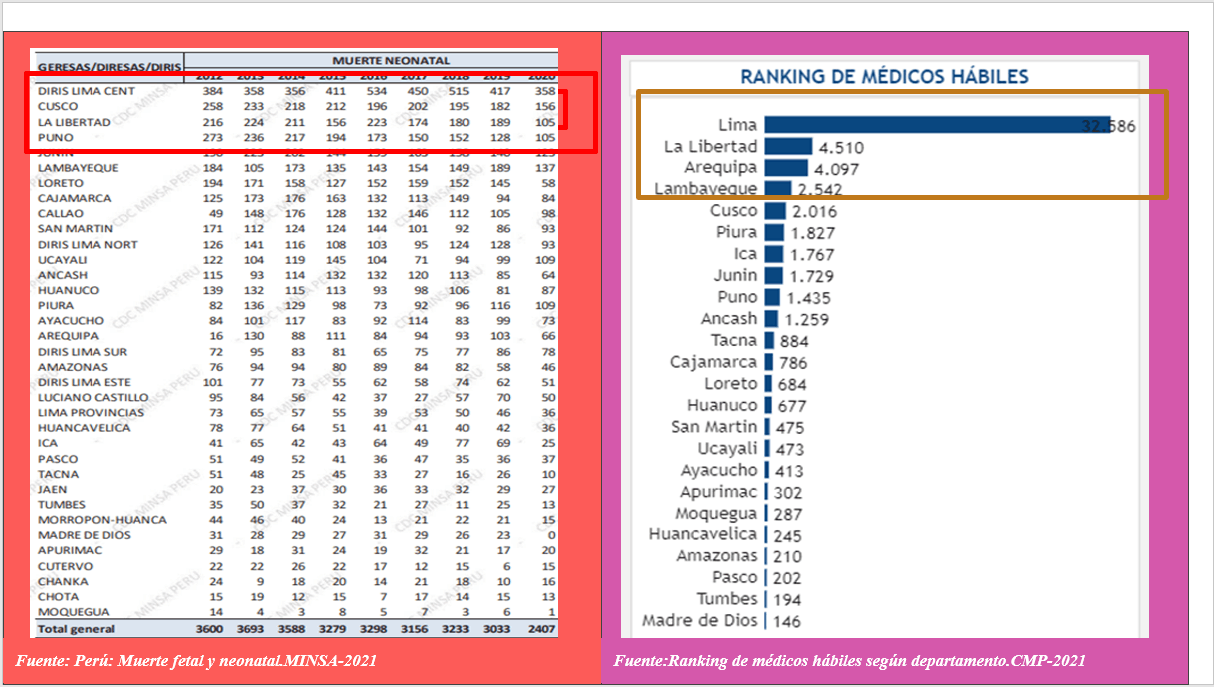 MUERTE NEONATAL
GERESAS/DIRESAS/DIRIS
2012 2013 2014 2015 2016 2017 2018 2019 2020
DIRIS LIMA CENT 384 358 356 411 534 450 515 417 358
CUSCO 258 233 218 212 196 202 195 182 156
LA LIBERTAD 216 224 211 156 223 174 180 189 105
PUNO 273 236 217 194 173 150 152 128 105
JUNIN
LAMBAYEQUE 184 105 173 135 143 154 149 189 137
LORETO 194 171 158 127 152 159 152 145 58
CAJAMARCA 125 173 176 163 132 113 149 94 84
CALLAO 49 148 176 128 132 146 112 105 98
SAN MARTIN 171 112 124 124 144 101 92 86 93
DIRIS LIMA NORT 126 141 116 108 103 95 124 128 93
UCAYALI 122 104 119 145 104 71 94 99 109
ANCASH 115 93 114 132 132 120 113 85 64
HUANUCO 139 132 115 113 93 98 106 81 87
PIURA 82 136 129 98 73 92 96 116 109
AYACUCHO 84 101 117 83 92 114 83 99 73
AREQUIPA 16 130 88 111 84 94 93 103 66
DIRIS LIMA SUR 72 95 83 81 65 75 77 86 78
AMAZONAS 76 94 94 80 89 84 82 58 46
DIRIS LIMA ESTE 101 77 73 55 62 58 74 62 51
LUCIANO CASTILLO 95 84 56 42 37 27 57 70 50
LIMA PROVINCIAS 73 65 57 55 39 53 50 46 36
HUANCAVELICA 78 77 64 51 41 41 40 42 36
ICA 41 65 42 43 64 49 77 69 25
PASCO 51 49 52 41 36 47 35 36 37
TACNA 51 48 25 45 33 27 16 26 10
JAEN 20 23 37 30 36 33 32 29 27
TUMBES 35 50 37 32 21 27 11 25 13
MORROPON-HUANCA 44 46 40 24 13 21 22 21 15
MADRE DE DIOS 31 28 29 27 31 29 26 23 0
APURIMAC 29 18 31 24 19 32 21 17 20
CUTERVO 22 22 26 22 17 12 15 6 15
CHANKA 24 9 18 20 14 21 18 10 16
CHOTA 15 19 12 15 7 17 14 15 13
MOQUEGUA 14 4 3 8 5 7 3 6 1
Total general 3600 3693 3588 3279 3298 3156 3233 3033 2407
Fuente: Perú: Muerte fetal y neonatal.MINSA-2021
RANKING DE MÉDICOS HÁBILES
Lima 32.586
La Libertad 4.510
Arequipa 4.097
Lambayeque 2.542
Cusco 2.016
Piura 1.827
Ica 1.767
Junin 1.729
Puno 1.435
Ancash 1.259
Tacna 884
Cajamarca 786
Loreto 684
Huanuco 677
San Martin 475
Ucayali 473
Ayacucho 413
Apurimac 302
Moquegua 287
Huancavelica 245
Amazonas 210
Pasco 202
Tumbes 194
Madre de Dios 146
Fuente:Ranking de médicos hábiles según departamento.CMP-2021